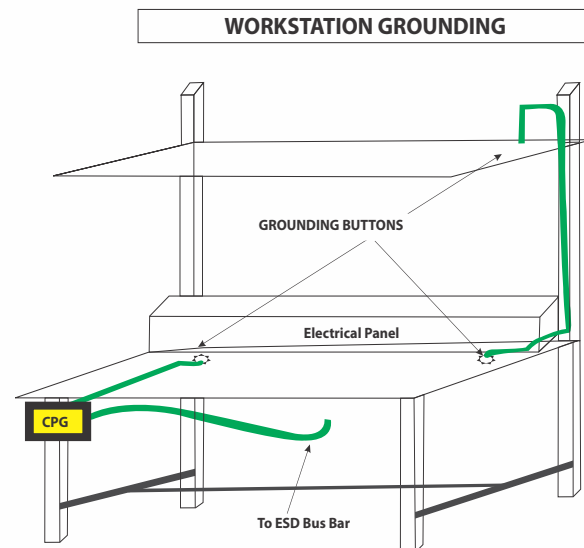 WORKSTATION GROUNDING
GROUNDING BUTTONS
Electrical Panel
CPG
To ESD Bus Bar